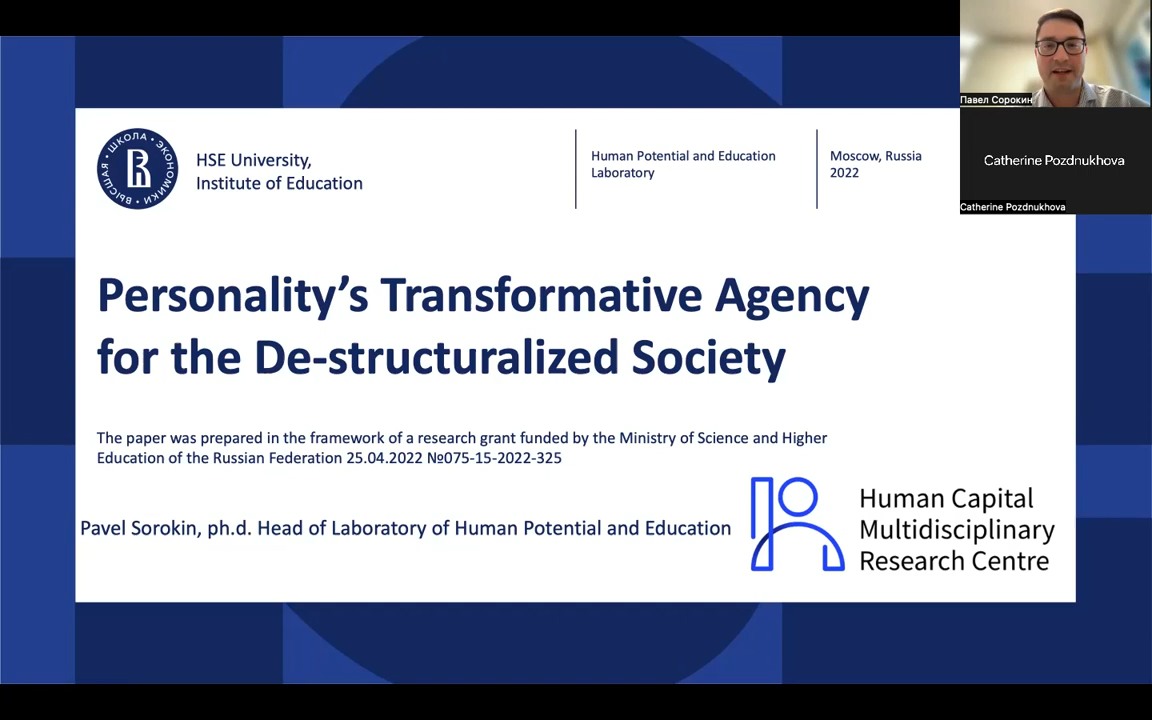 HSE University,
Institute of Education
ВЫСШАЯ • ШКОЛА • ЭКОНОМИКИ •
Human Potential and Education
Laboratory
Moscow, Russia
2022
Павел Сорокин
Catherine Pozdnukhova
Catherine Pozdnukhova
Personality’s Transformative Agency
for the De-structuralized Society
The paper was prepared in the framework of a research grant funded by the Ministry of Science and Higher
Education of the Russian Federation 25.04.2022 №075-15-2022-325
Pavel Sorokin, ph.d. Head of Laboratory of Human Potential and Education
Human Capital
Multidisciplinary
Research Centre